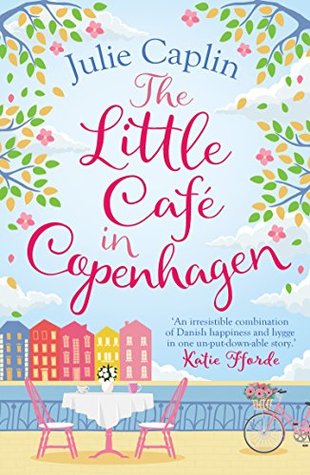 Julie Caplin
The
Little
Café
in
Copenhagen
‘An irresistible combination
of Danish happiness and hygge
in one un-put-down-able story.’
Katie Fforde